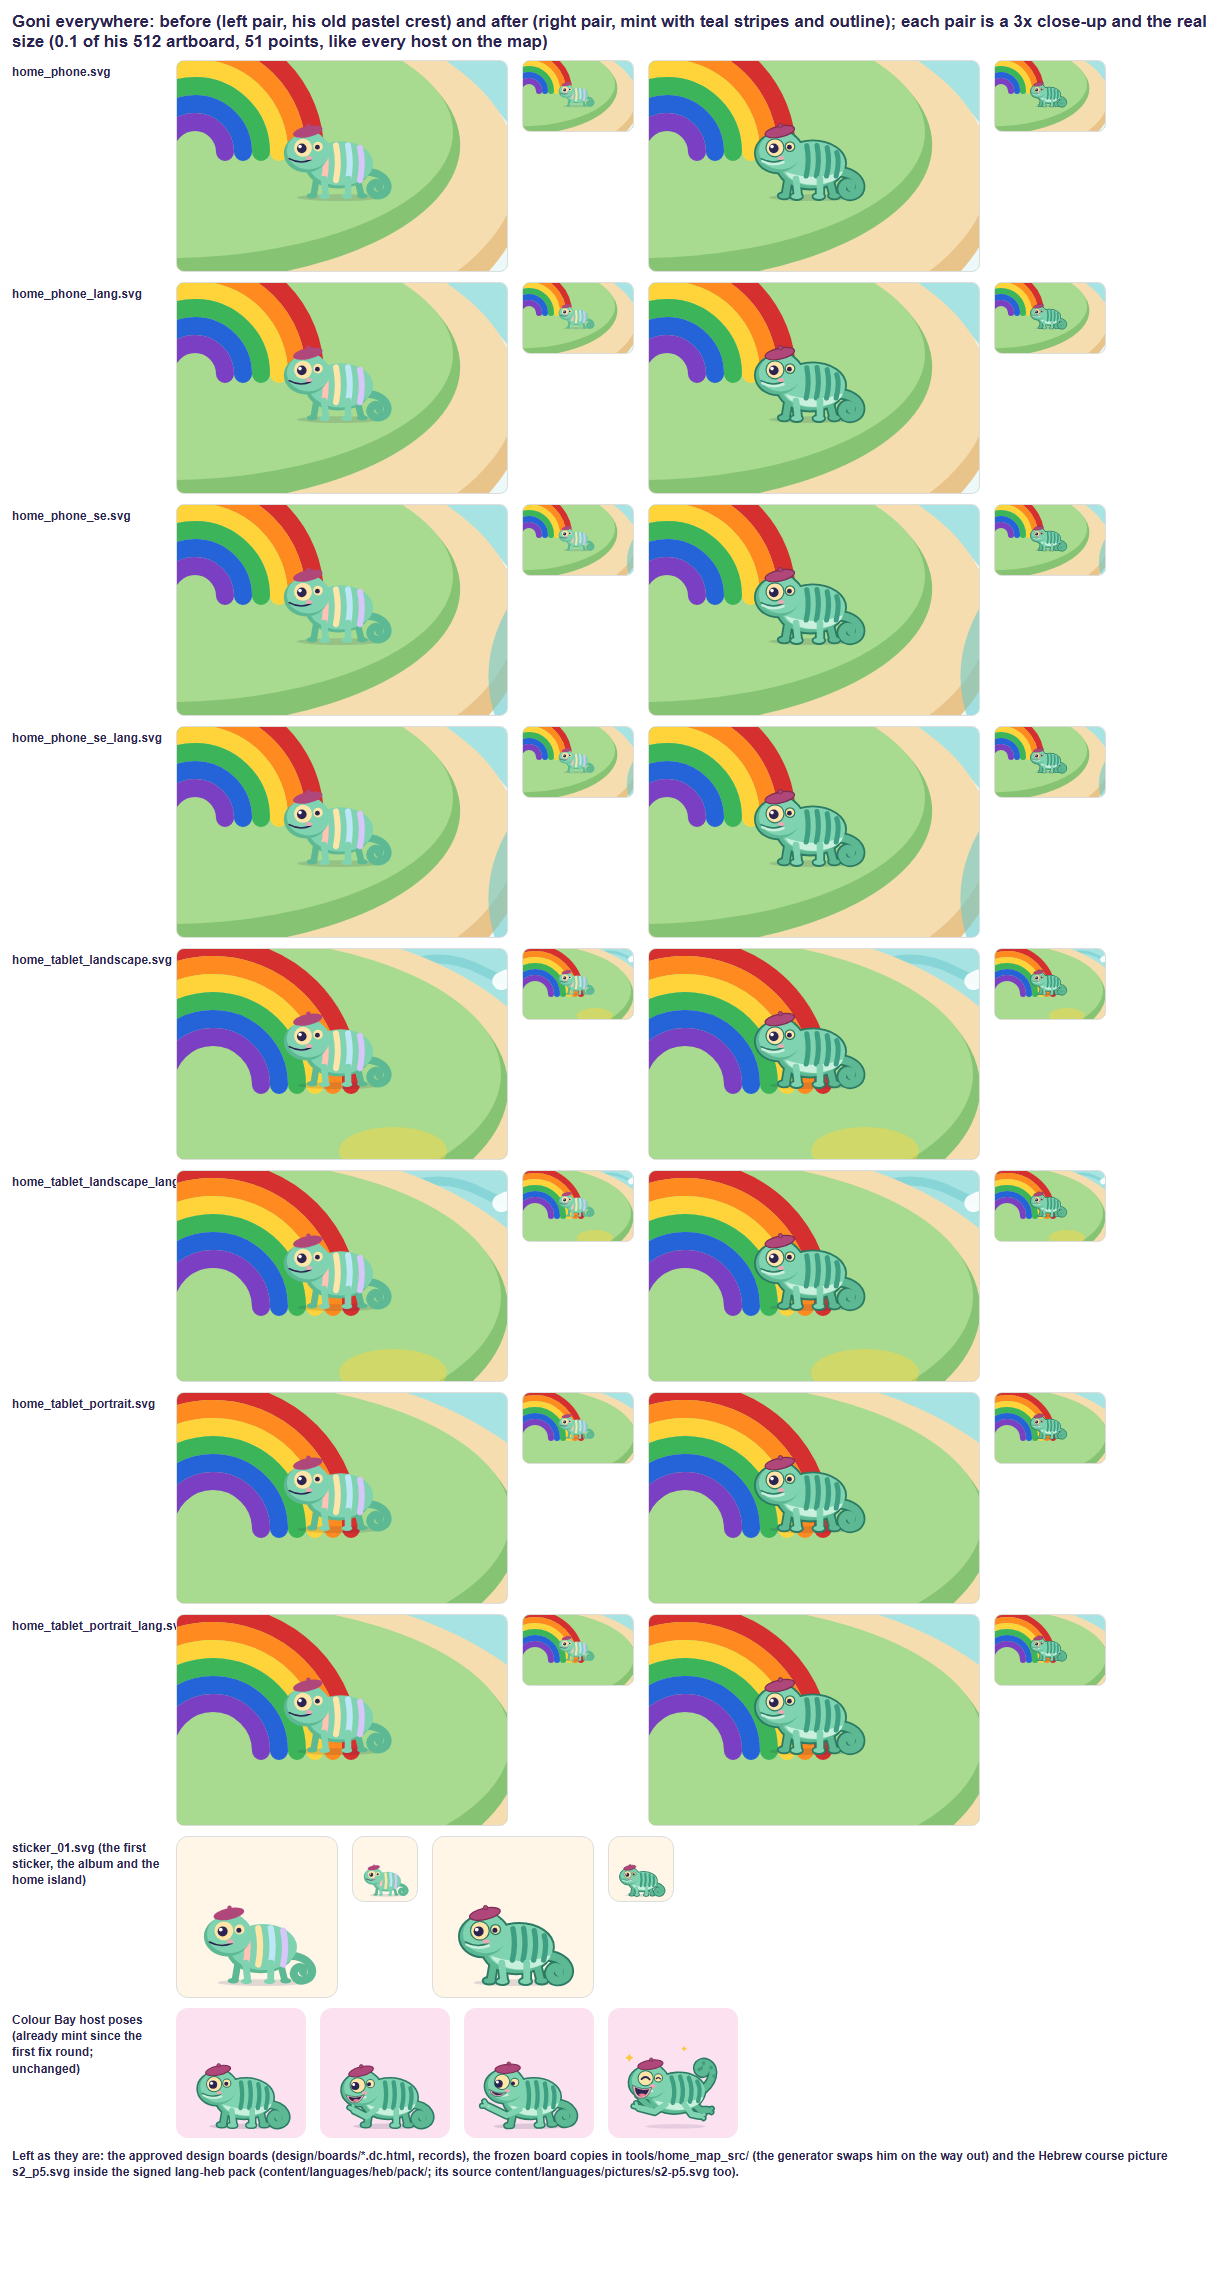 Goni everywhere: before (left pair, his old pastel crest) and after (right pair, mint with teal stripes and outline); each pair is a 3x close-up and the real
size (0.1 of his 512 artboard, 51 points, like every host on the map)
home_phone.svg
home_phone_lang.svg
home_phone_se.svg
home_phone_se_lang.svg
home_tablet_landscape.svg
home_tablet_landscape_lang
home_tablet_portrait.svg
home_tablet_portrait_lang.sv
sticker_01.svg (the first
sticker, the album and the
home island)
Colour Bay host poses
(already mint since the
first fix round;
unchanged)
Left as they are: the approved design boards (design/boards/*.dc.html, records), the frozen board copies in tools/home_map_src/ (the generator swaps him on the way out) and the Hebrew course picture
s2_p5.svg inside the signed lang-heb pack (content/languages/heb/pack/; its source content/languages/pictures/s2-p5.svg too).